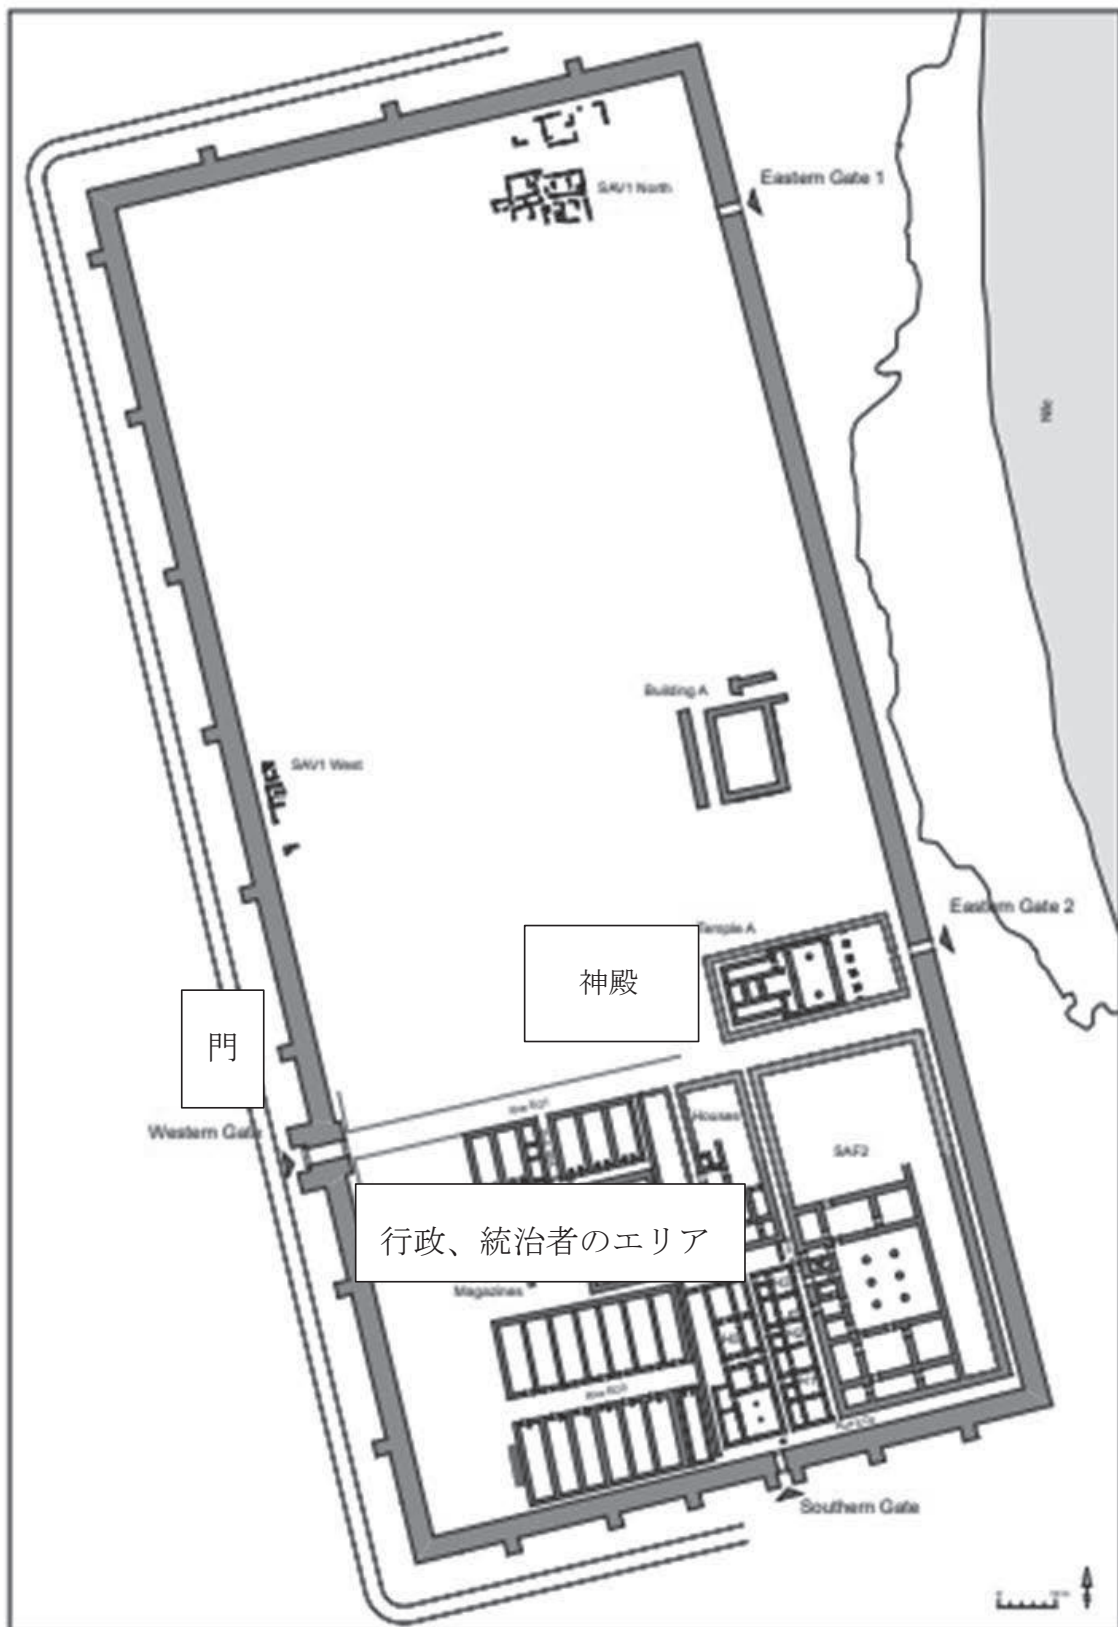 SAV1 North
Eastern Gate 1
Nile
Building A
SAV1 West
Eastern Gate 2
Temple A
神殿
門
Western Gate
Houses
SAF2
行政、統治者のエリア
Magazines
Southern Gate